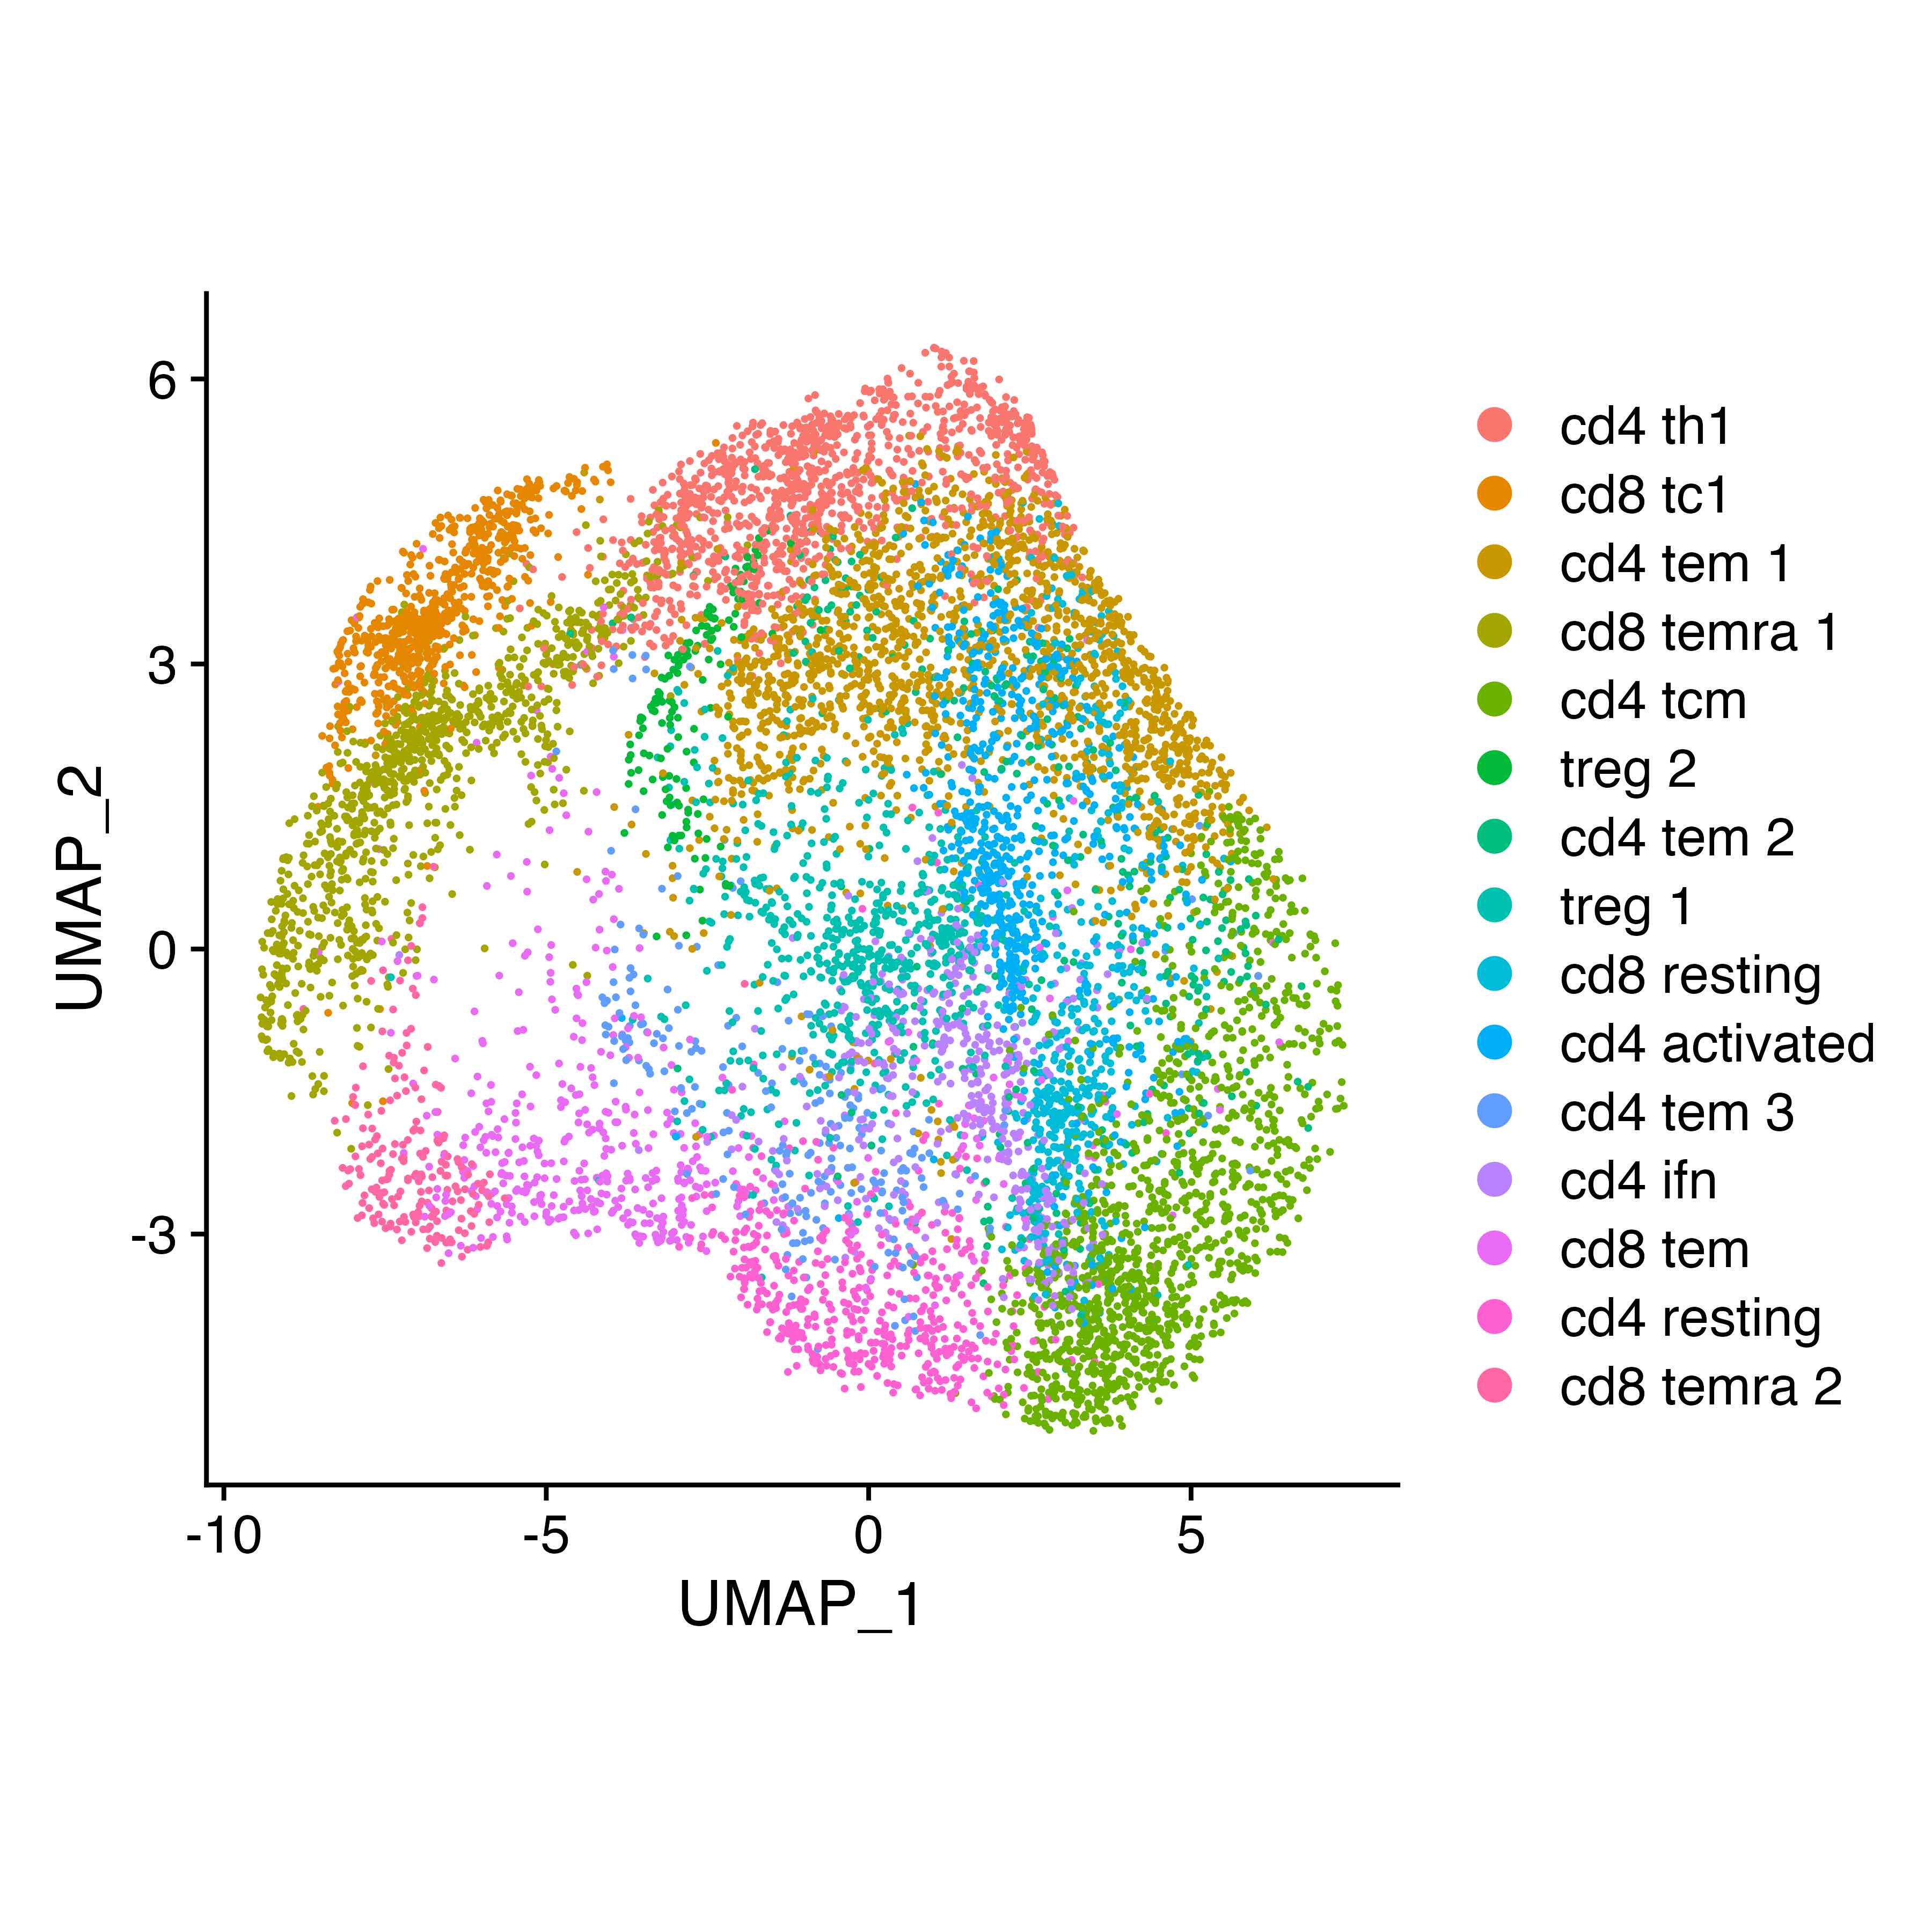 6
3
0
-3
UMAP_2
-10 -5 0 5
UMAP_1
cd4 th1
cd8 tc1
cd4 tem 1
cd8 temra 1
cd4 tcm
treg 2
cd4 tem 2
treg 1
cd8 resting
cd4 activated
cd4 tem 3
cd4 ifn
cd8 tem
cd4 resting
cd8 temra 2